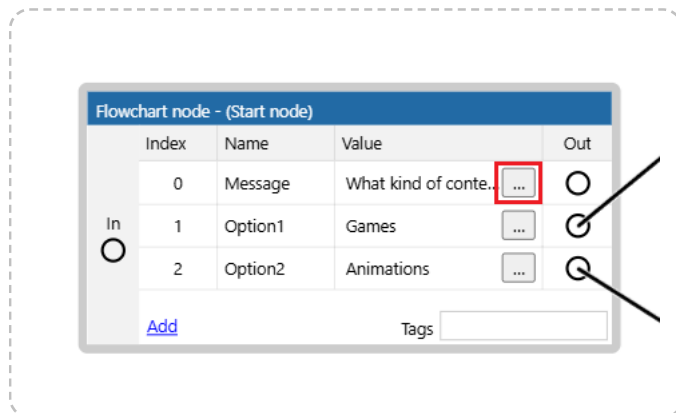 Flowchart node - (Start node)
Index Name Value Out
0 Message What kind of conte... ...
In
1 Option1 Games ...
2 Option2 Animations ...
Add Tags